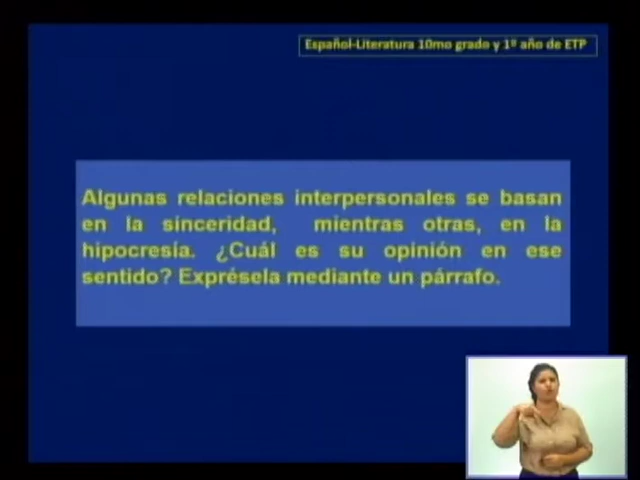 Español-Literatura 10mo grado y 1º año de ETP
Algunas relaciones interpersonales se basan
en la sinceridad, mientras otras, en la
hipocresía. ¿Cuál es su opinión en ese
sentido? Exprésela mediante un párrafo.